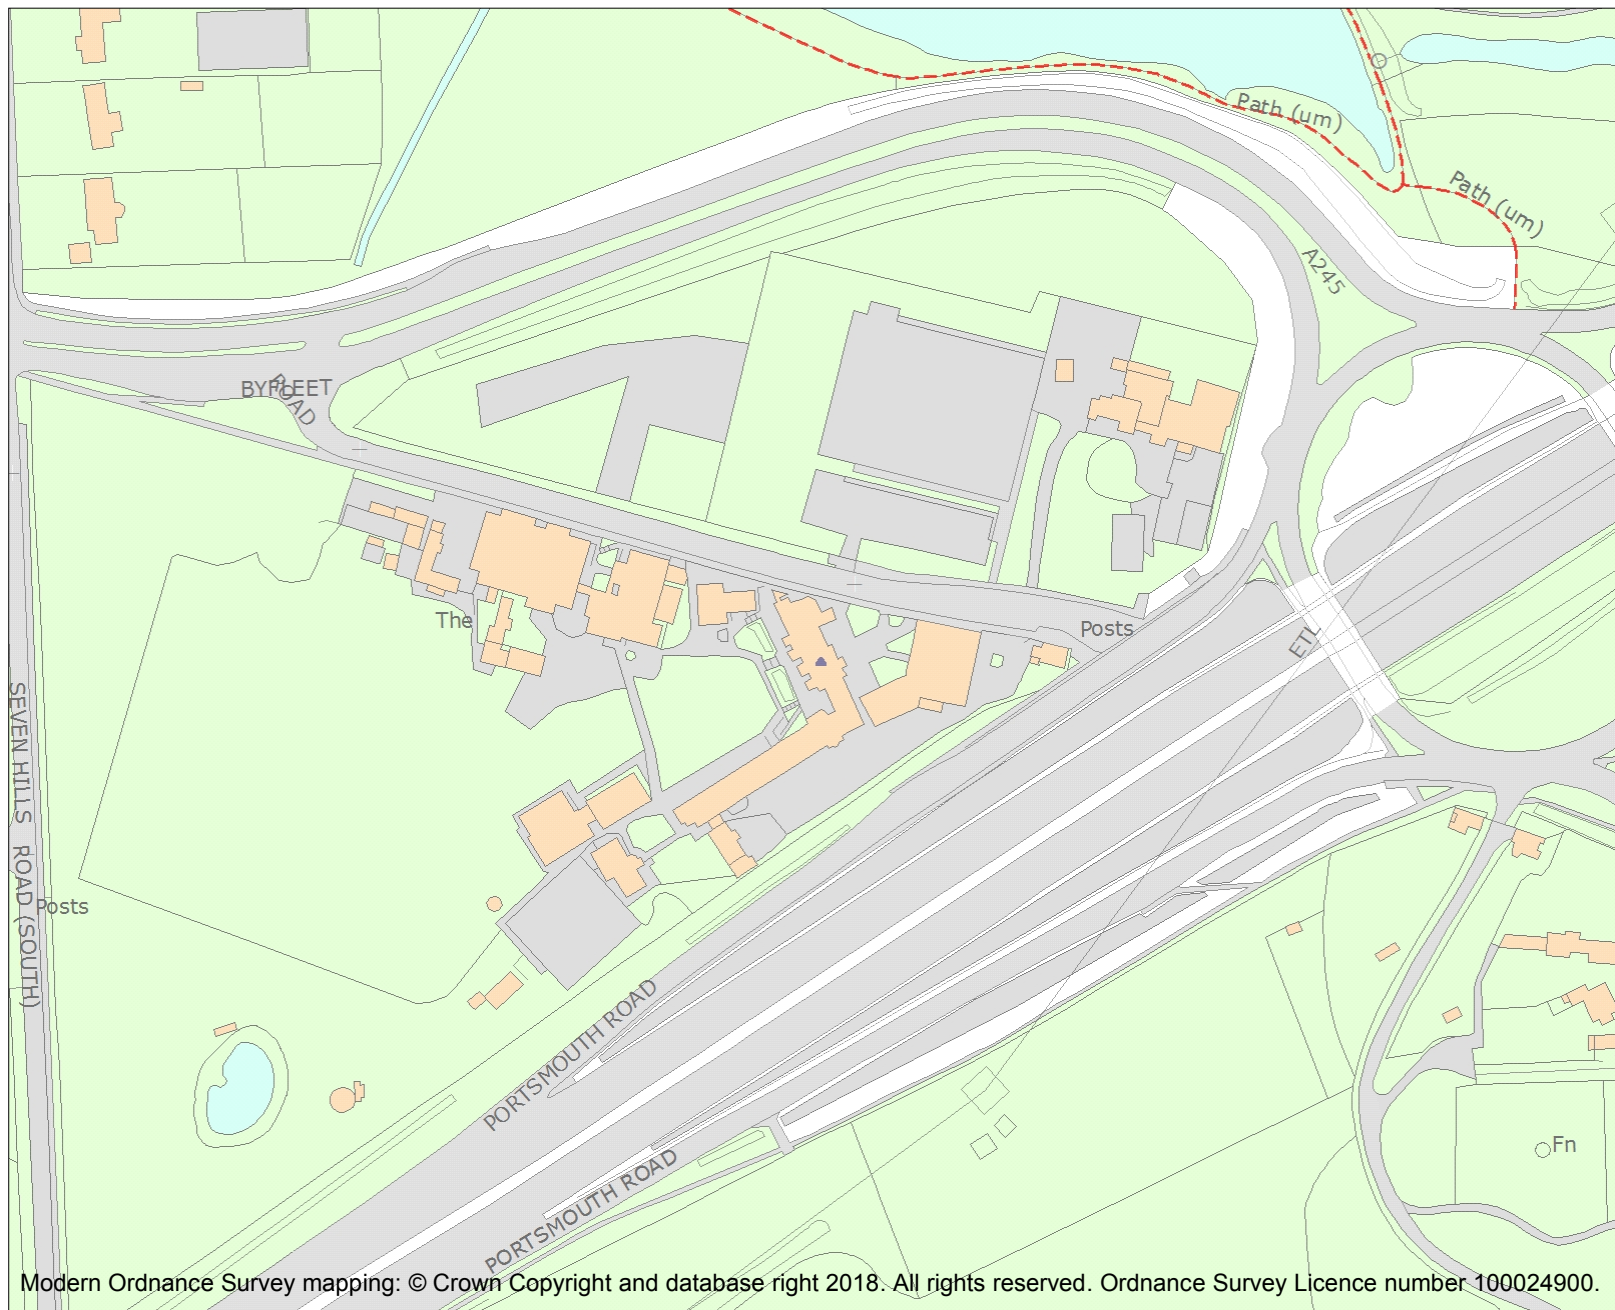 Path (um)
Path (um)
A245
BYFLEET
ROAD
The
Posts
ETL
SEVEN HILLS ROAD (SOUTH)
Posts
PORTSMOUTH ROAD
PORTSMOUTH ROAD
Fn
Modern Ordnance Survey mapping: © Crown Copyright and database right 2018. All rights reserved. Ordnance Survey Licence number 100024900.